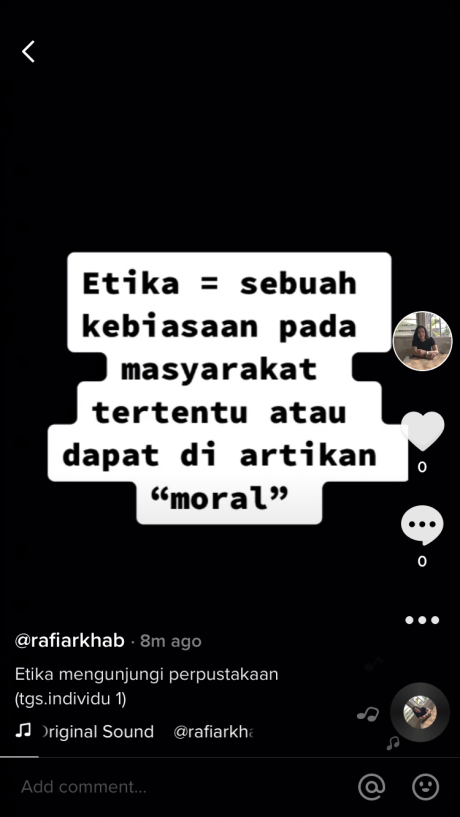 Etika = sebuah
kebiasaan pada
masyarakat
tertentu atau
dapat di artikan
“moral”
0
0
@rafiarkhab · 8m ago
Etika mengunjungi perpustakaan
(tgs.individu 1)
Original Sound @rafiarkh
Add comment...